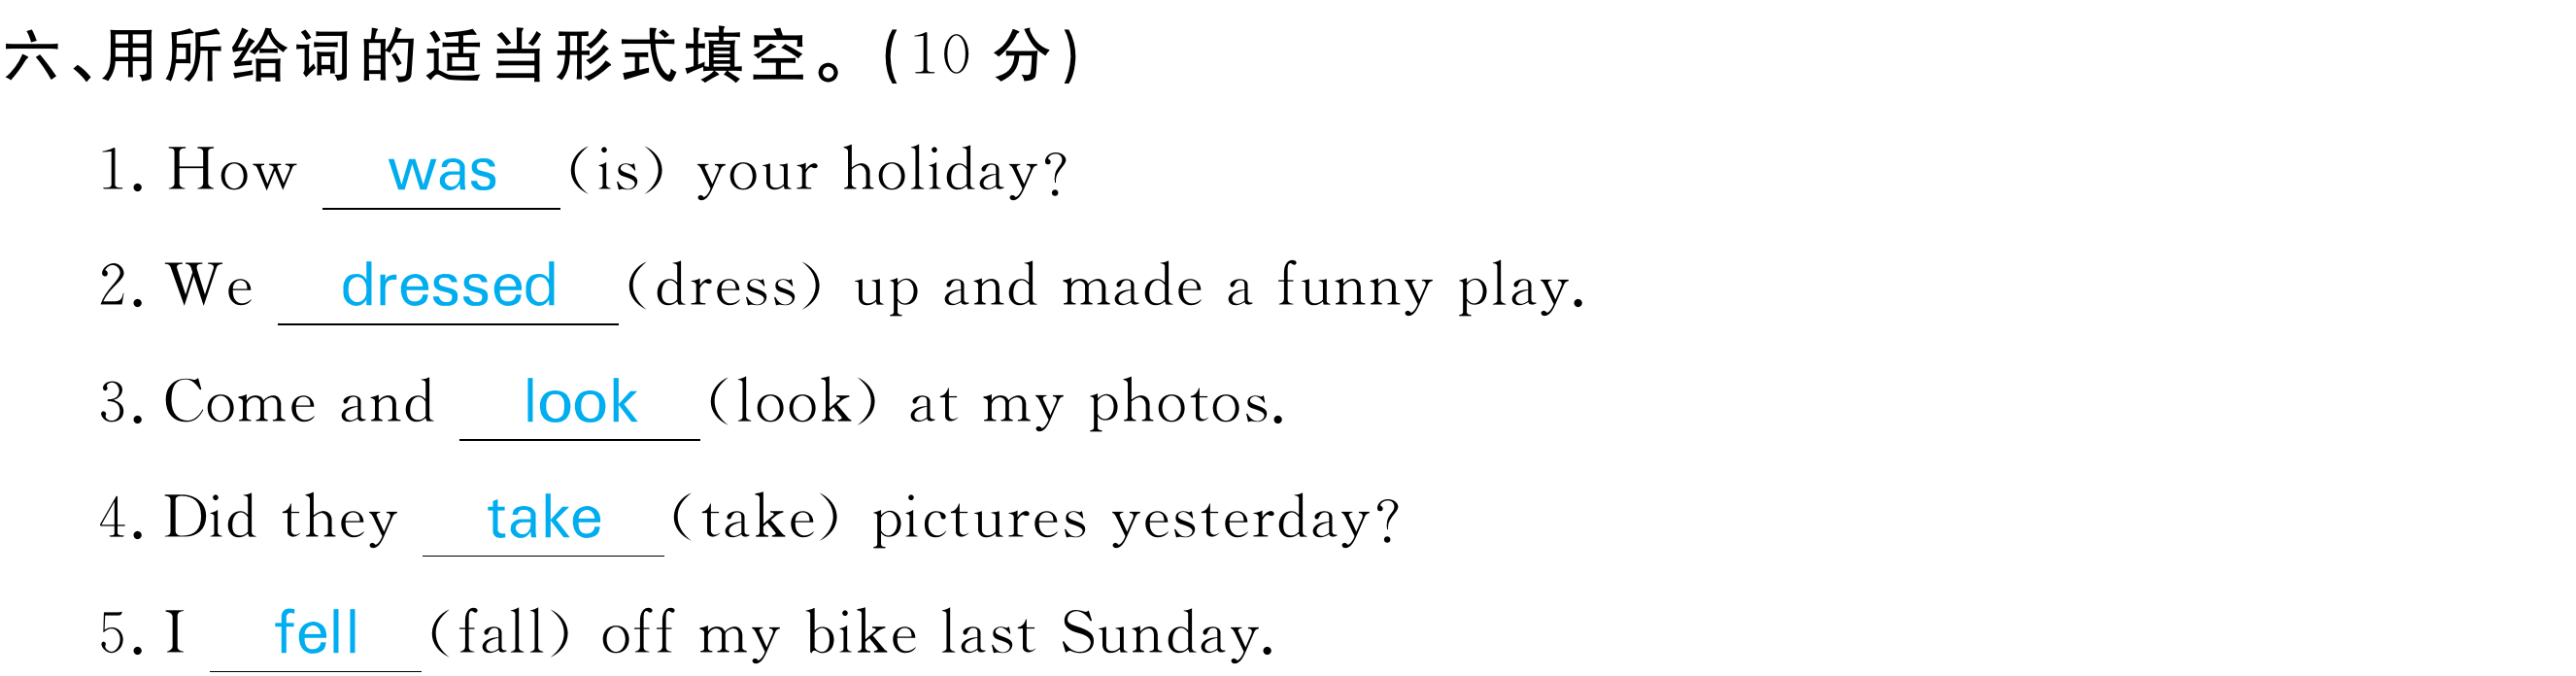 六、用所给词的适当形式填空。(10 分)
1. How was (is) your holiday?
2. We dressed (dress) up and made a funny play.
3. Come and look (look) at my photos.
4. Did they take (take) pictures yesterday?
5. I fell (fall) off my bike last Sunday.